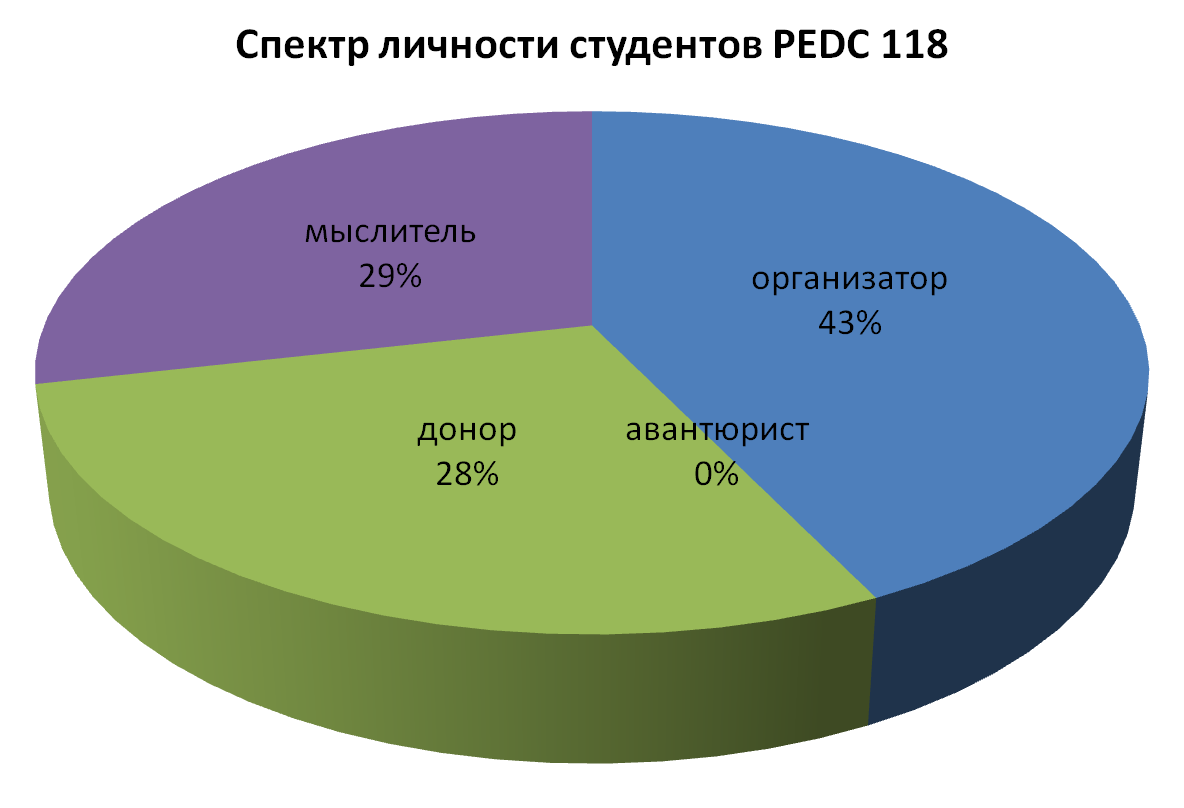 Спектр личности студентов PEDC 118
мыслитель
29%
организатор
43%
донор
28%
авантюрист
0%